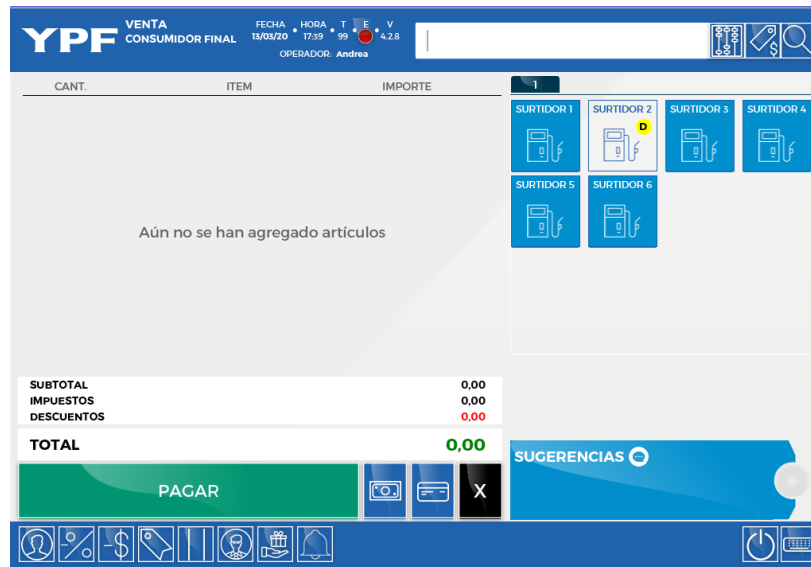 YPF
VENTA
CONSUMIDOR FINAL
FECHA HORA T E V
13/03/20 17:39 99 4.2.8
OPERADOR: Andrea
CANT. ITEM IMPORTE
1
SURTIDOR 1 SURTIDOR 2 SURTIDOR 3 SURTIDOR 4
D
SURTIDOR 5 SURTIDOR 6
Aún no se han agregado artículos
SUBTOTAL 0,00
IMPUESTOS 0,00
DESCUENTOS 0,00
TOTAL 0,00
SUGERENCIAS
PAGAR
X